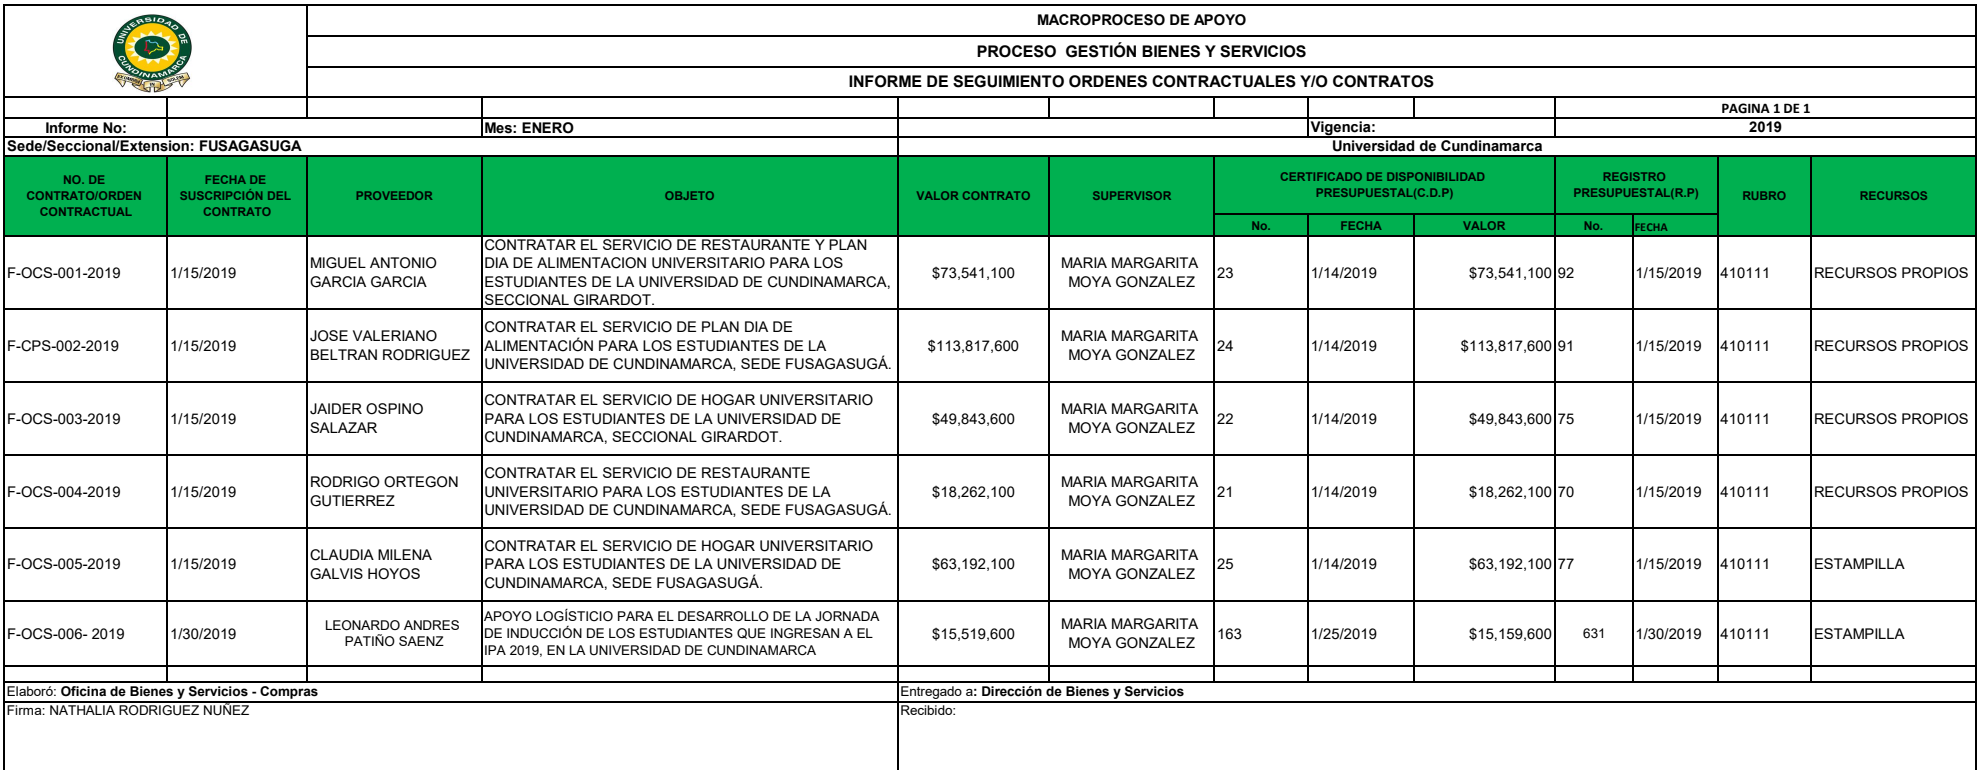 UNIVERSIDAD DE
CUNDINAMARCA
MACROPROCESO DE APOYO
PROCESO GESTIÓN BIENES Y SERVICIOS
INFORME DE SEGUIMIENTO ORDENES CONTRACTUALES Y/O CONTRATOS
PAGINA 1 DE 1
Informe No: Mes: ENERO Vigencia: 2019
Sede/Seccional/Extension: FUSAGASUGA Universidad de Cundinamarca
NO. DE
CONTRATO/ORDEN
CONTRACTUAL
FECHA DE
SUSCRIPCIÓN DEL
CONTRATO
PROVEEDOR
OBJETO
VALOR CONTRATO
SUPERVISOR
CERTIFICADO DE DISPONIBILIDAD
PRESUPUESTAL(C.D.P)
No. FECHA VALOR
REGISTRO
PRESUPUESTAL(R.P)
No. FECHA
RUBRO
RECURSOS
F-OCS-001-2019
1/15/2019
MIGUEL ANTONIO
GARCIA GARCIA
CONTRATAR EL SERVICIO DE RESTAURANTE Y PLAN
DIA DE ALIMENTACION UNIVERSITARIO PARA LOS
ESTUDIANTES DE LA UNIVERSIDAD DE CUNDINAMARCA,
SECCIONAL GIRARDOT.
$73,541,100
MARIA MARGARITA
MOYA GONZALEZ
23 1/14/2019 $73,541,100 92 1/15/2019 410111 RECURSOS PROPIOS
F-CPS-002-2019
1/15/2019
JOSE VALERIANO
BELTRAN RODRIGUEZ
CONTRATAR EL SERVICIO DE PLAN DIA DE
ALIMENTACIÓN PARA LOS ESTUDIANTES DE LA
UNIVERSIDAD DE CUNDINAMARCA, SEDE FUSAGASUGÁ.
$113,817,600
MARIA MARGARITA
MOYA GONZALEZ
24 1/14/2019 $113,817,600 91 1/15/2019 410111 RECURSOS PROPIOS
F-OCS-003-2019
1/15/2019
JAIDER OSPINO
SALAZAR
CONTRATAR EL SERVICIO DE HOGAR UNIVERSITARIO
PARA LOS ESTUDIANTES DE LA UNIVERSIDAD DE
CUNDINAMARCA, SECCIONAL GIRARDOT.
$49,843,600
MARIA MARGARITA
MOYA GONZALEZ
22 1/14/2019 $49,843,600 75 1/15/2019 410111 RECURSOS PROPIOS
F-OCS-004-2019
1/15/2019
RODRIGO ORTEGON
GUTIERREZ
CONTRATAR EL SERVICIO DE RESTAURANTE
UNIVERSITARIO PARA LOS ESTUDIANTES DE LA
UNIVERSIDAD DE CUNDINAMARCA, SEDE FUSAGASUGÁ.
$18,262,100
MARIA MARGARITA
MOYA GONZALEZ
21 1/14/2019 $18,262,100 70 1/15/2019 410111 RECURSOS PROPIOS
F-OCS-005-2019
1/15/2019
CLAUDIA MILENA
GALVIS HOYOS
CONTRATAR EL SERVICIO DE HOGAR UNIVERSITARIO
PARA LOS ESTUDIANTES DE LA UNIVERSIDAD DE
CUNDINAMARCA, SEDE FUSAGASUGÁ.
$63,192,100
MARIA MARGARITA
MOYA GONZALEZ
25 1/14/2019 $63,192,100 77 1/15/2019 410111 ESTAMPILLA
F-OCS-006- 2019
1/30/2019
LEONARDO ANDRES
PATIÑO SAENZ
APOYO LOGÍSTICIO PARA EL DESARROLLO DE LA JORNADA
DE INDUCCIÓN DE LOS ESTUDIANTES QUE INGRESAN A EL
IPA 2019, EN LA UNIVERSIDAD DE CUNDINAMARCA
$15,519,600
MARIA MARGARITA
MOYA GONZALEZ
163 1/25/2019 $15,159,600 631 1/30/2019 410111 ESTAMPILLA
Elaboró: Oficina de Bienes y Servicios - Compras
Entregado a: Dirección de Bienes y Servicios
Firma: NATHALIA RODRIGUEZ NUÑEZ
Recibido: